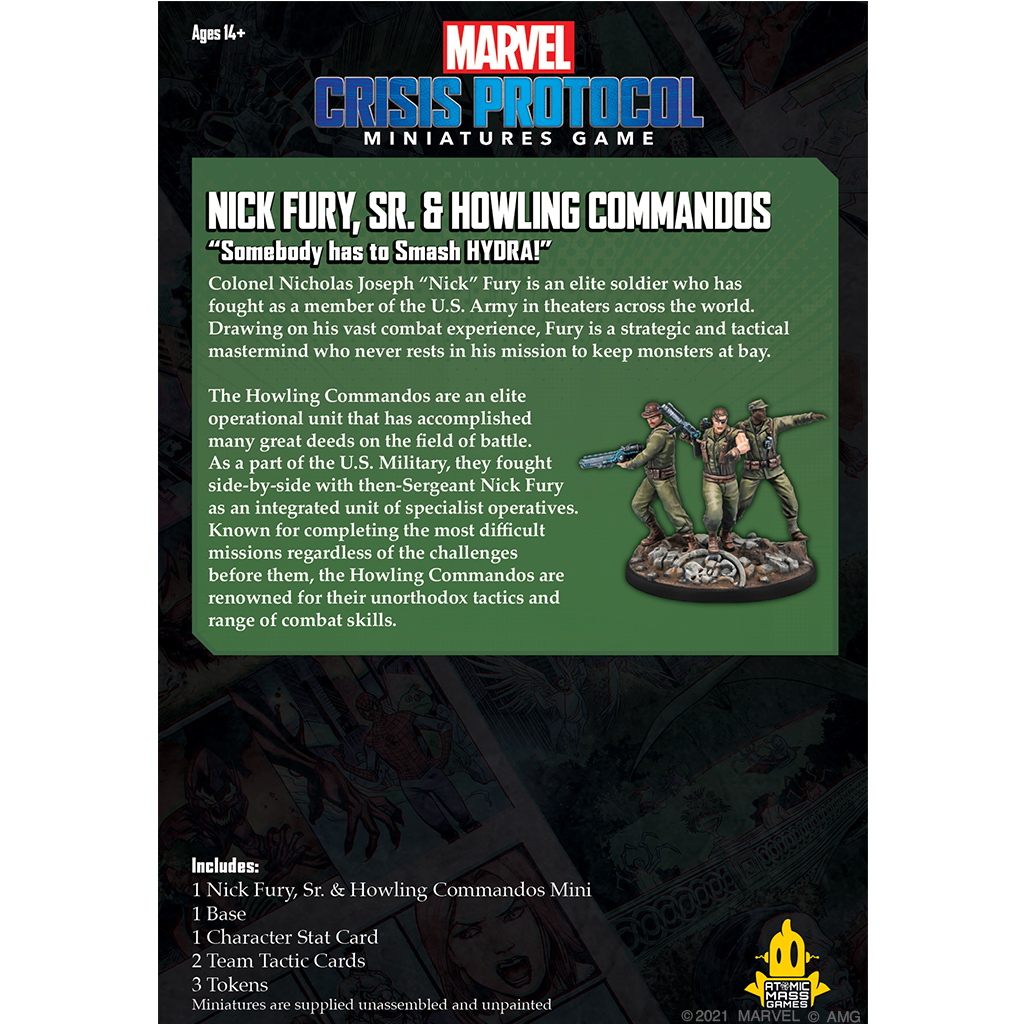 Ages 14+
MARVEL
CRISIS PROTOCOL
MINIATURES GAME
NICK FURY, SR. & HOWLING COMMANDOS
“Somebody has to Smash HYDRA!”
Colonel Nicholas Joseph “Nick” Fury is an elite soldier who has
fought as a member of the U.S. Army in theaters across the world.
Drawing on his vast combat experience, Fury is a strategic and tactical
mastermind who never rests in his mission to keep monsters at bay.
The Howling Commandos are an elite
operational unit that has accomplished
many great deeds on the field of battle.
As a part of the U.S. Military, they fought
side-by-side with then-Sergeant Nick Fury
as an integrated unit of specialist operatives.
Known for completing the most difficult
missions regardless of the challenges
before them, the Howling Commandos are
renowned for their unorthodox tactics and
range of combat skills.
Includes:
1 Nick Fury, Sr. & Howling Commandos Mini
1 Base
1 Character Stat Card
2 Team Tactic Cards
3 Tokens
Miniatures are supplied unassembled and unpainted
ATOMIC
MASS
GAMES
©2021 MARVEL © AMG